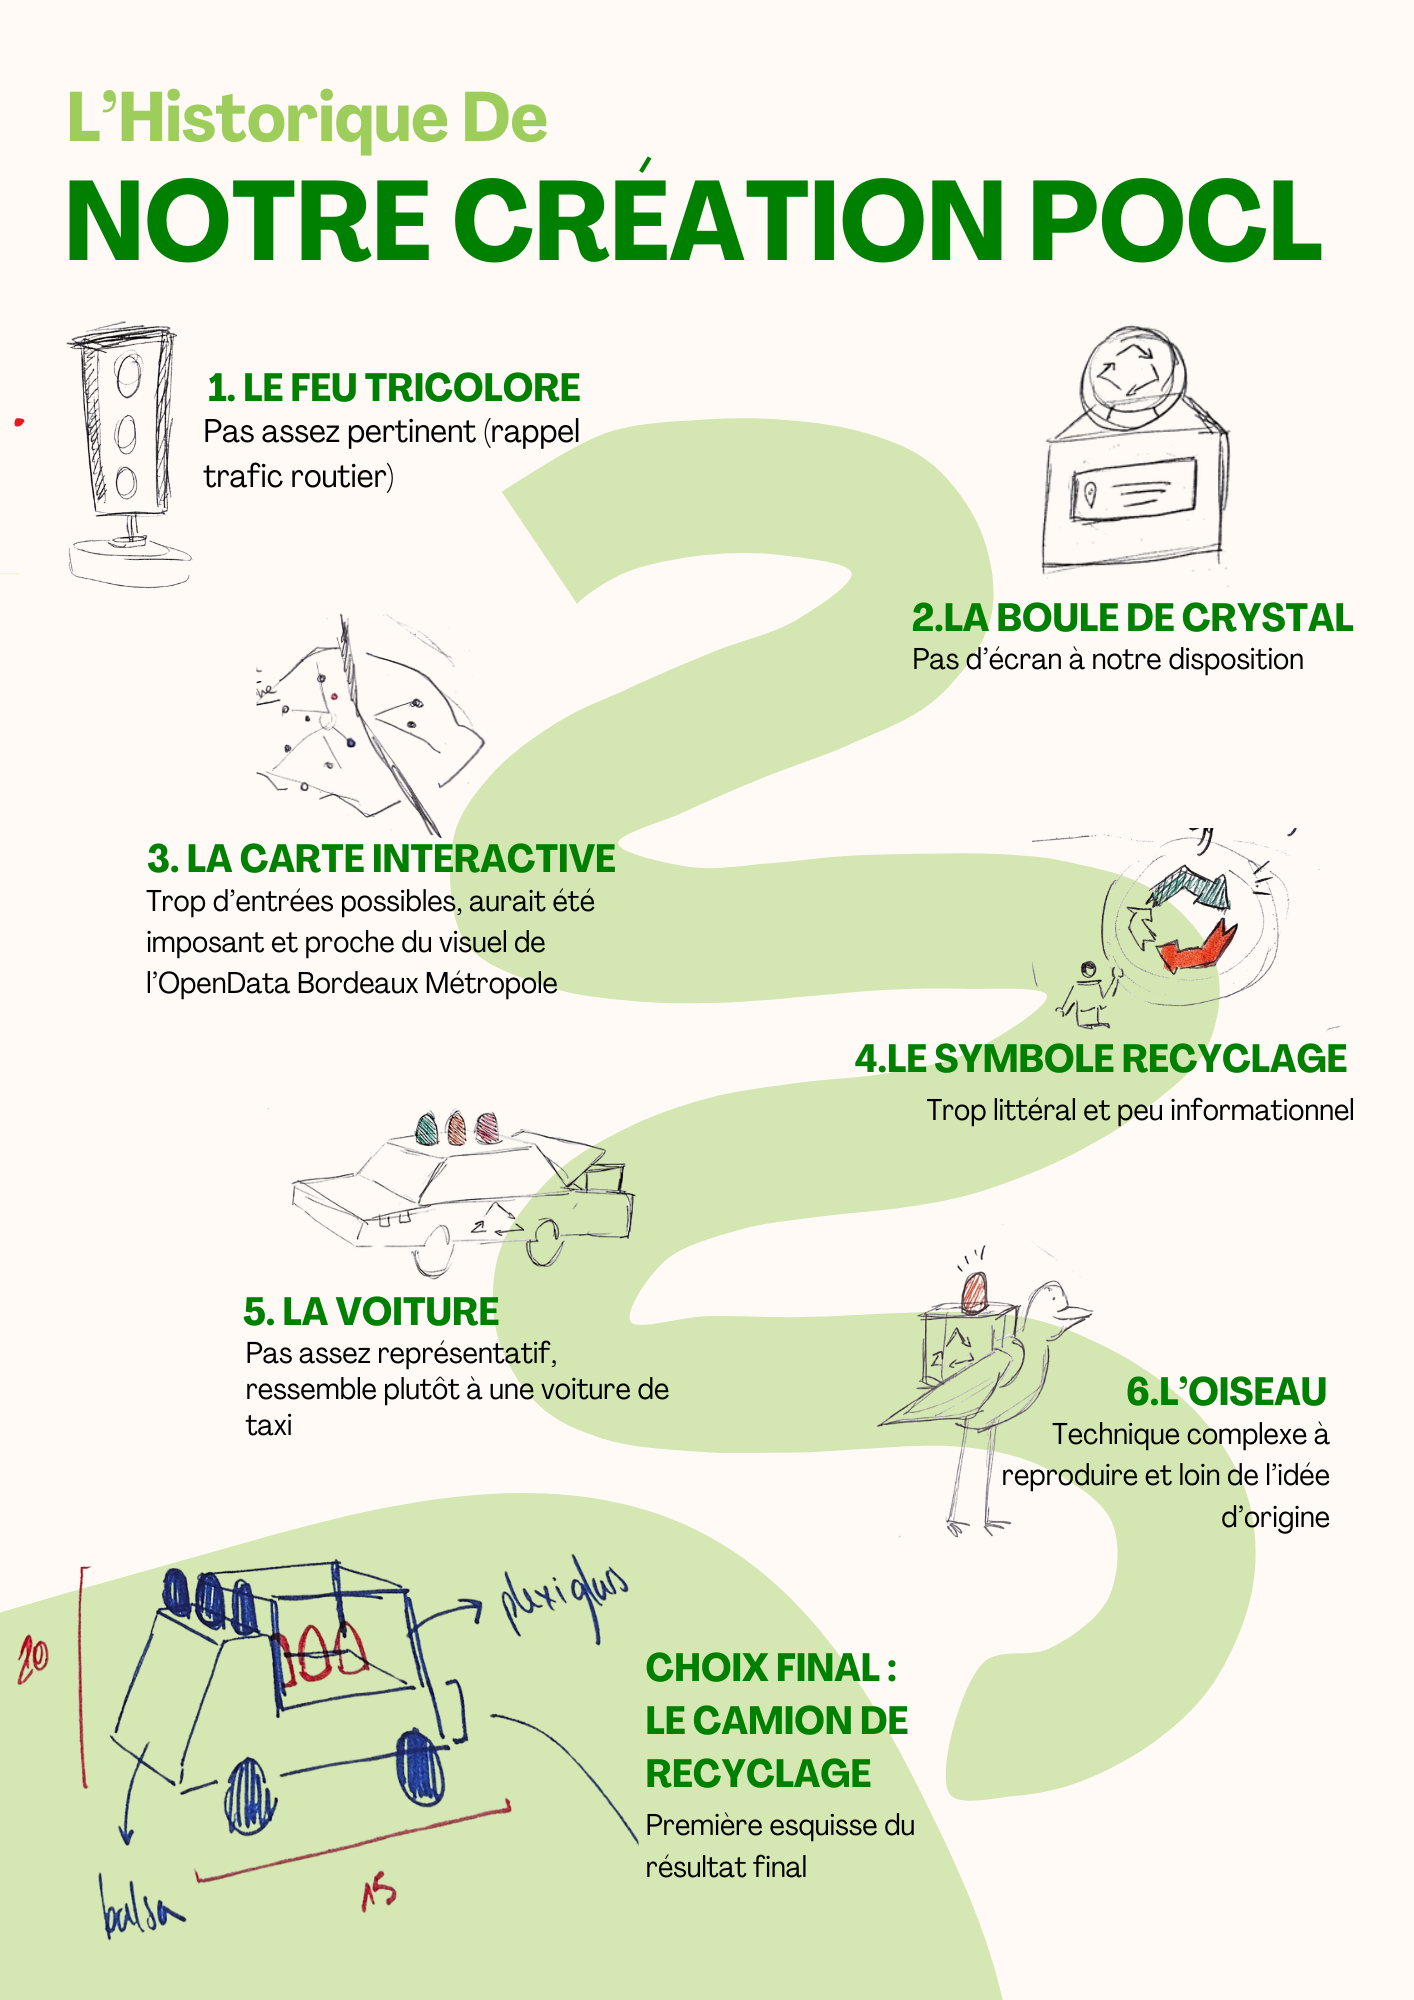 L'Historique De
NOTRE CRÉATION POCL
1. LE FEU TRICOLORE
Pas assez pertinent (rappel
trafic routier)
2.LA BOULE DE CRYSTAL
Pas d'écran à notre disposition
3. LA CARTE INTERACTIVE
Trop d'entrées possibles, aurait été
imposant et proche du visuel de
l'OpenData Bordeaux Métropole
4.LE SYMBOLE RECYCLAGE
Trop littéral et peu informationnel
5. LA VOITURE
Pas assez représentatif,
ressemble plutôt à une voiture de
taxi
6.L'OISEAU
Technique complexe à
reproduire et loin de l'idée
d'origine
plexiglass
20
CHOIX FINAL :
LE CAMION DE
RECYCLAGE
Première esquisse du
résultat final
15
balsa